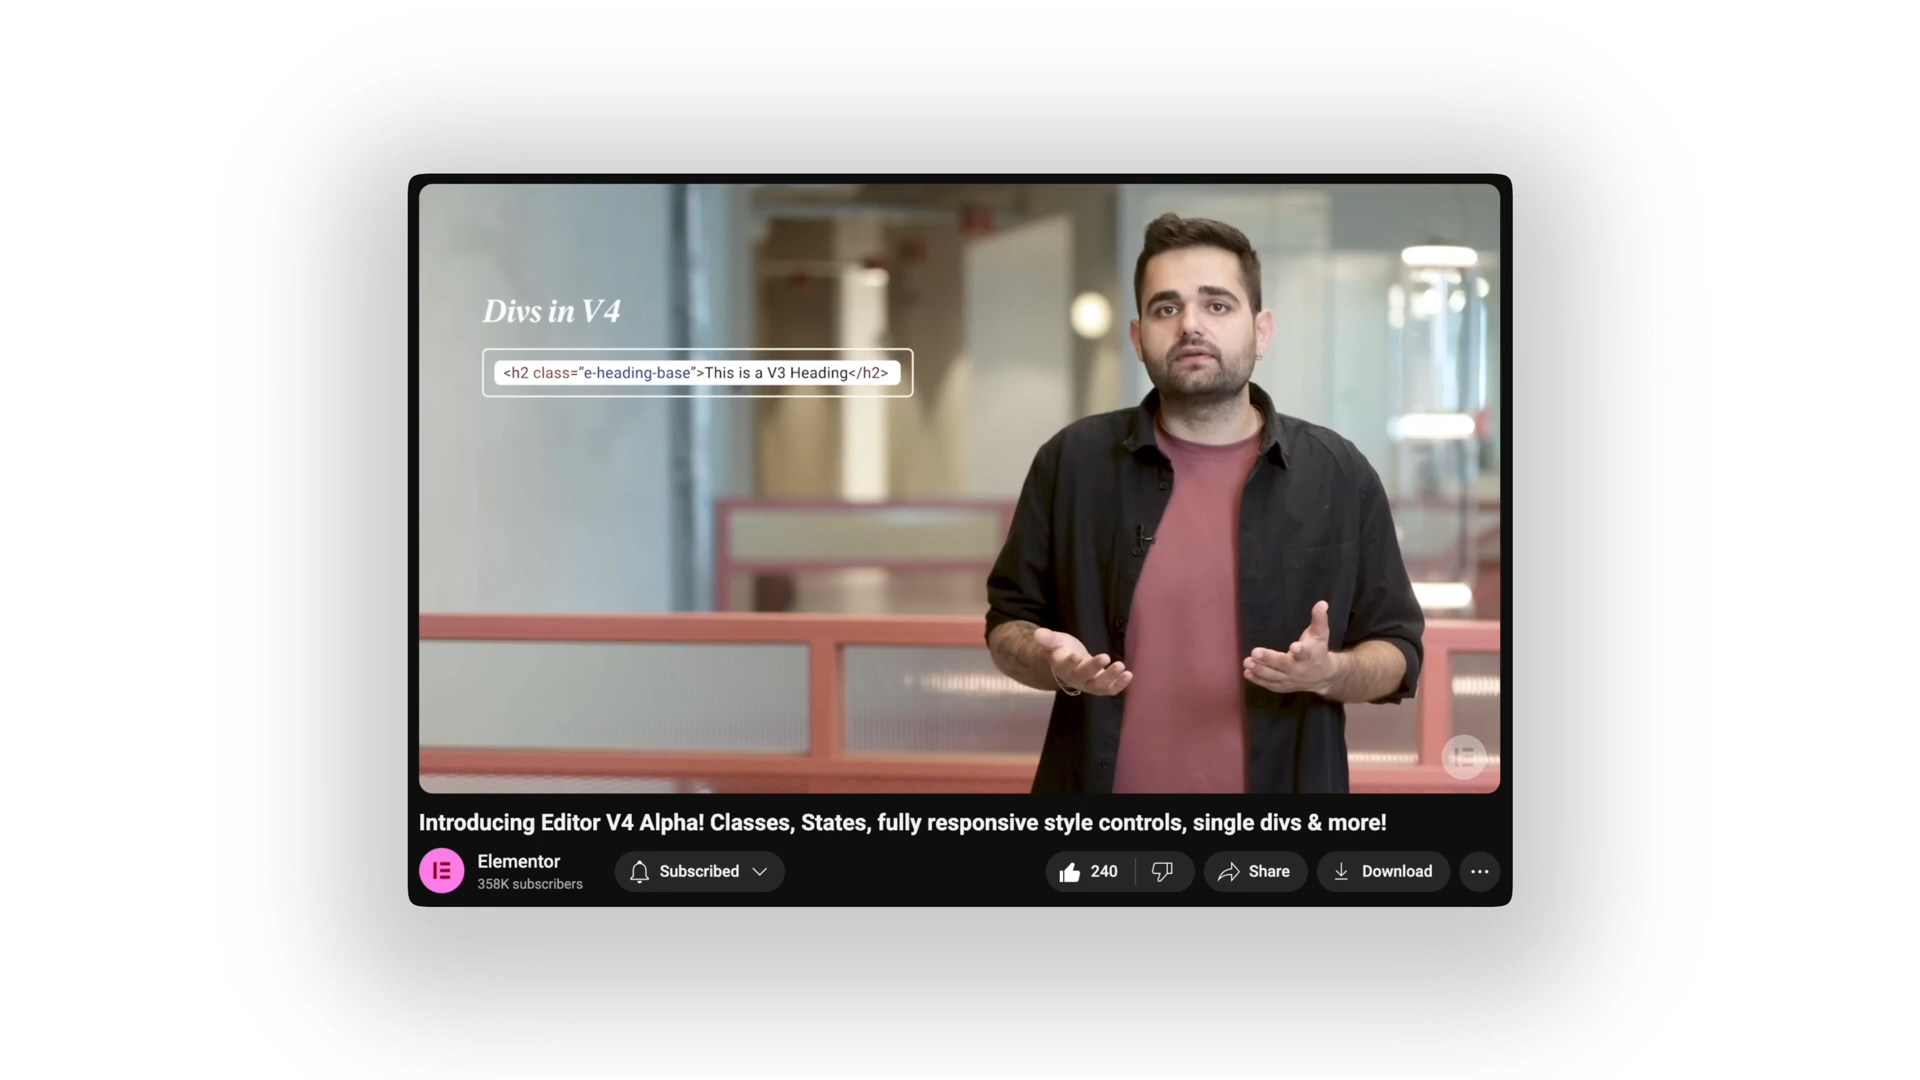 Divs in V4
<h2 class="e-heading-base”>This is a V3 Heading</h2>
Introducing Editor V4 Alpha! Classes, States, fully responsive style controls, single divs & more!
Elementor
358K subscribers
Subscribed
240
Share
Download